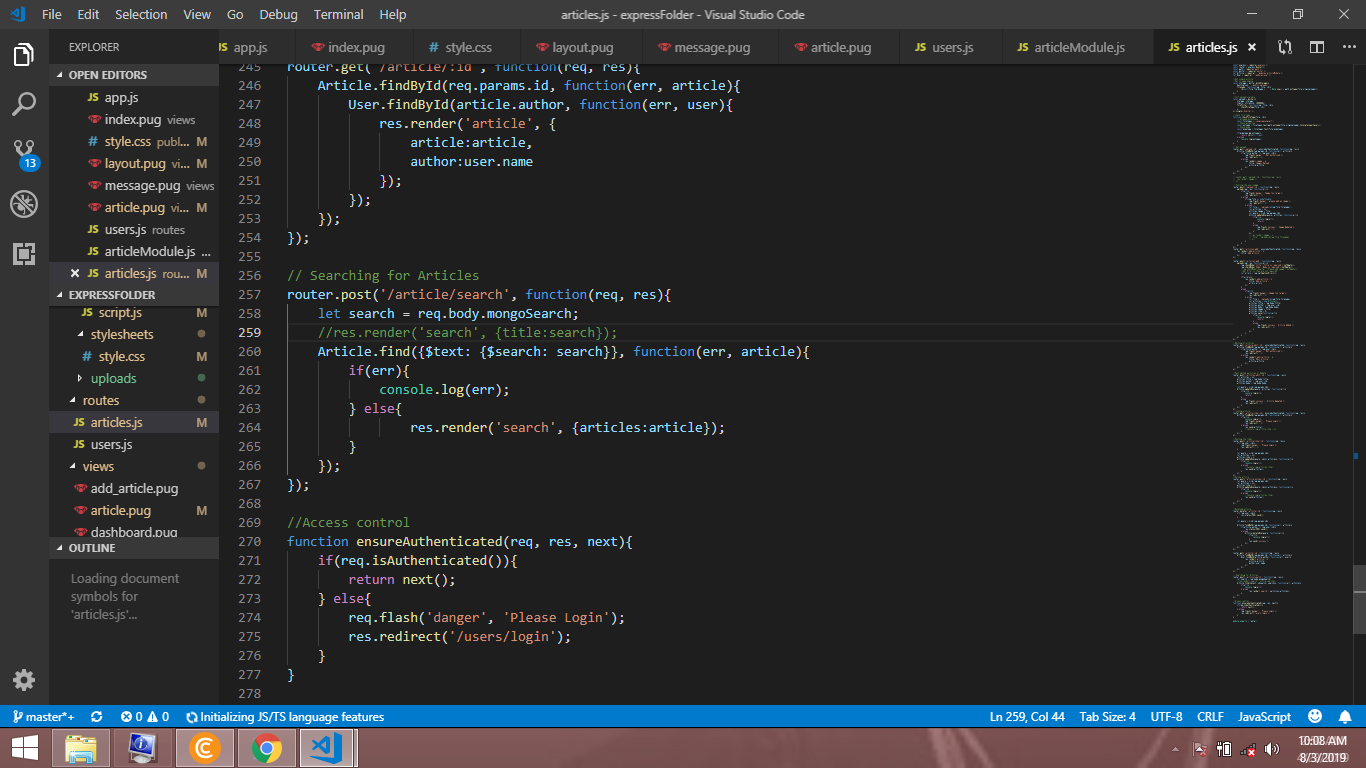 File Edit Selection View Go Debug Terminal Help
articles.js - expressFolder - Visual Studio Code
EXPLORER
JS app.js
index.pug
# style.css
layout.pug
message.pug
article.pug
JS users.js
JS articleModule.js
JS articles.js
OPEN EDITORS
JS app.js
index.pug views
# style.css publ... M
layout.pug vi... M
message.pug views
article.pug vi... M
JS users.js routes
JS articleModule.js ...
JS articles.js rou... M
EXPRESSFOLDER
JS script.js
stylesheets
# style.css M
uploads
routes
JS articles.js M
JS users.js
views
add_article.pug
article.pug M
dashboard.pug
OUTLINE
Loading document
symbols for
'articles.js'...
13
245 router.get('/article/:id', function(req, res){
246 Article.findById(req.params.id, function(err, article){
247 User.findById(article.author, function(err, user){
248 res.render('article', {
249 article:article,
250 author:user.name
251 });
252 });
253 });
254 });
255
256 // Searching for Articles
257 router.post('/article/search', function(req, res){
258 let search = req.body.mongoSearch;
259 //res.render('search', {title:search});
260 Article.find({$text: {$search: search}}, function(err, article){
261 if(err){
262 console.log(err);
263 } else{
264 res.render('search', {articles:article});
265 }
266 });
267 });
268
269 //Access control
270 function ensureAuthenticated(req, res, next){
271 if(req.isAuthenticated()){
272 return next();
273 } else{
274 req.flash('danger', 'Please Login');
275 res.redirect('/users/login');
276 }
277 }
278
master*+ 0 0 Initializing JS/TS language features
Ln 259, Col 44 Tab Size: 4 UTF-8 CRLF JavaScript
10:08 AM
8/3/2019